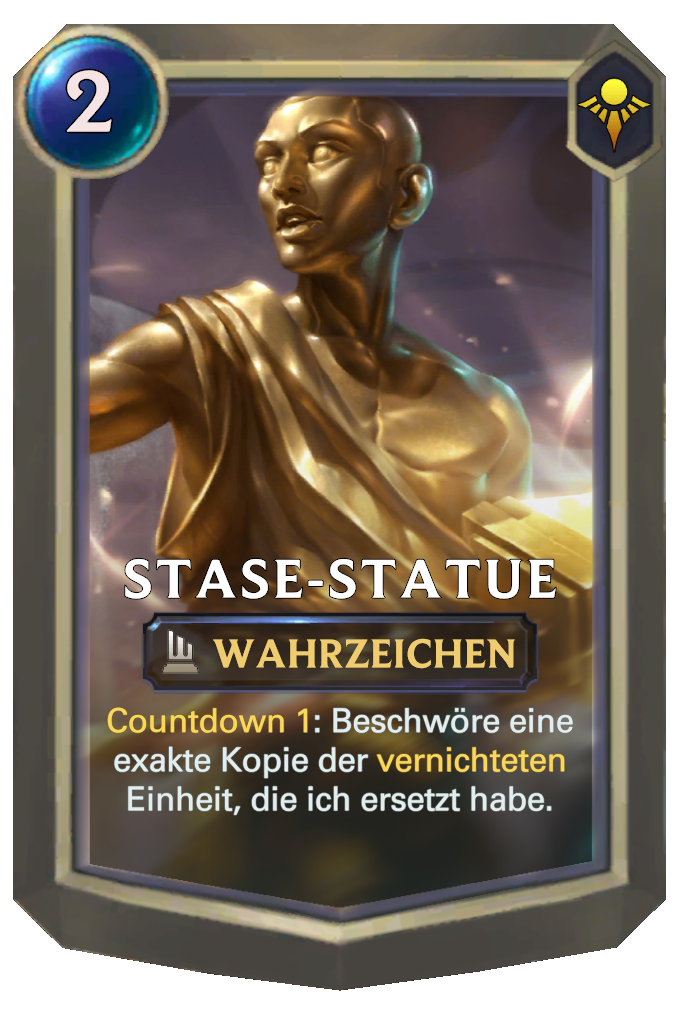 2
STASE-STATUE
WAHRZEICHEN
Countdown 1: Beschwöre eine
exakte Kopie der vernichteten
Einheit, die ich ersetzt habe.